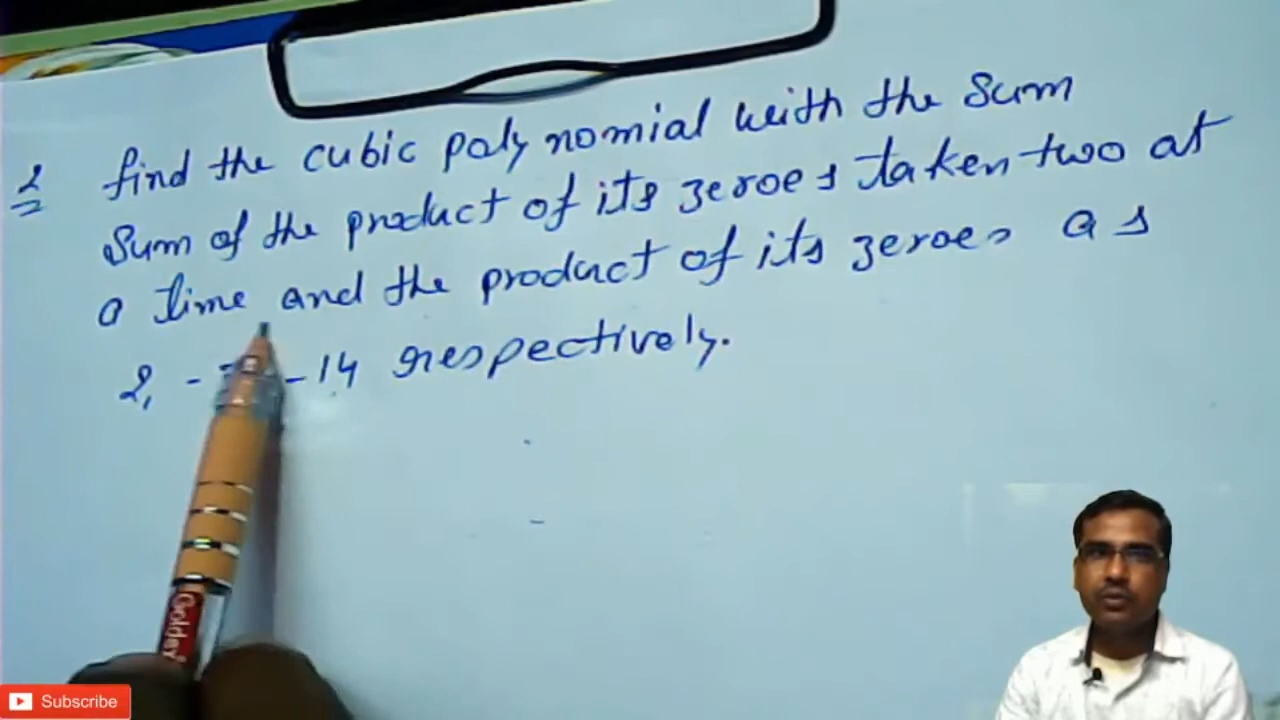 2 find the cubic polynomial with the sum
sum of the product of its zeroes taken two at
a time and the product of its zeroes as
2, - -14 respectively.
Golden
Subscribe